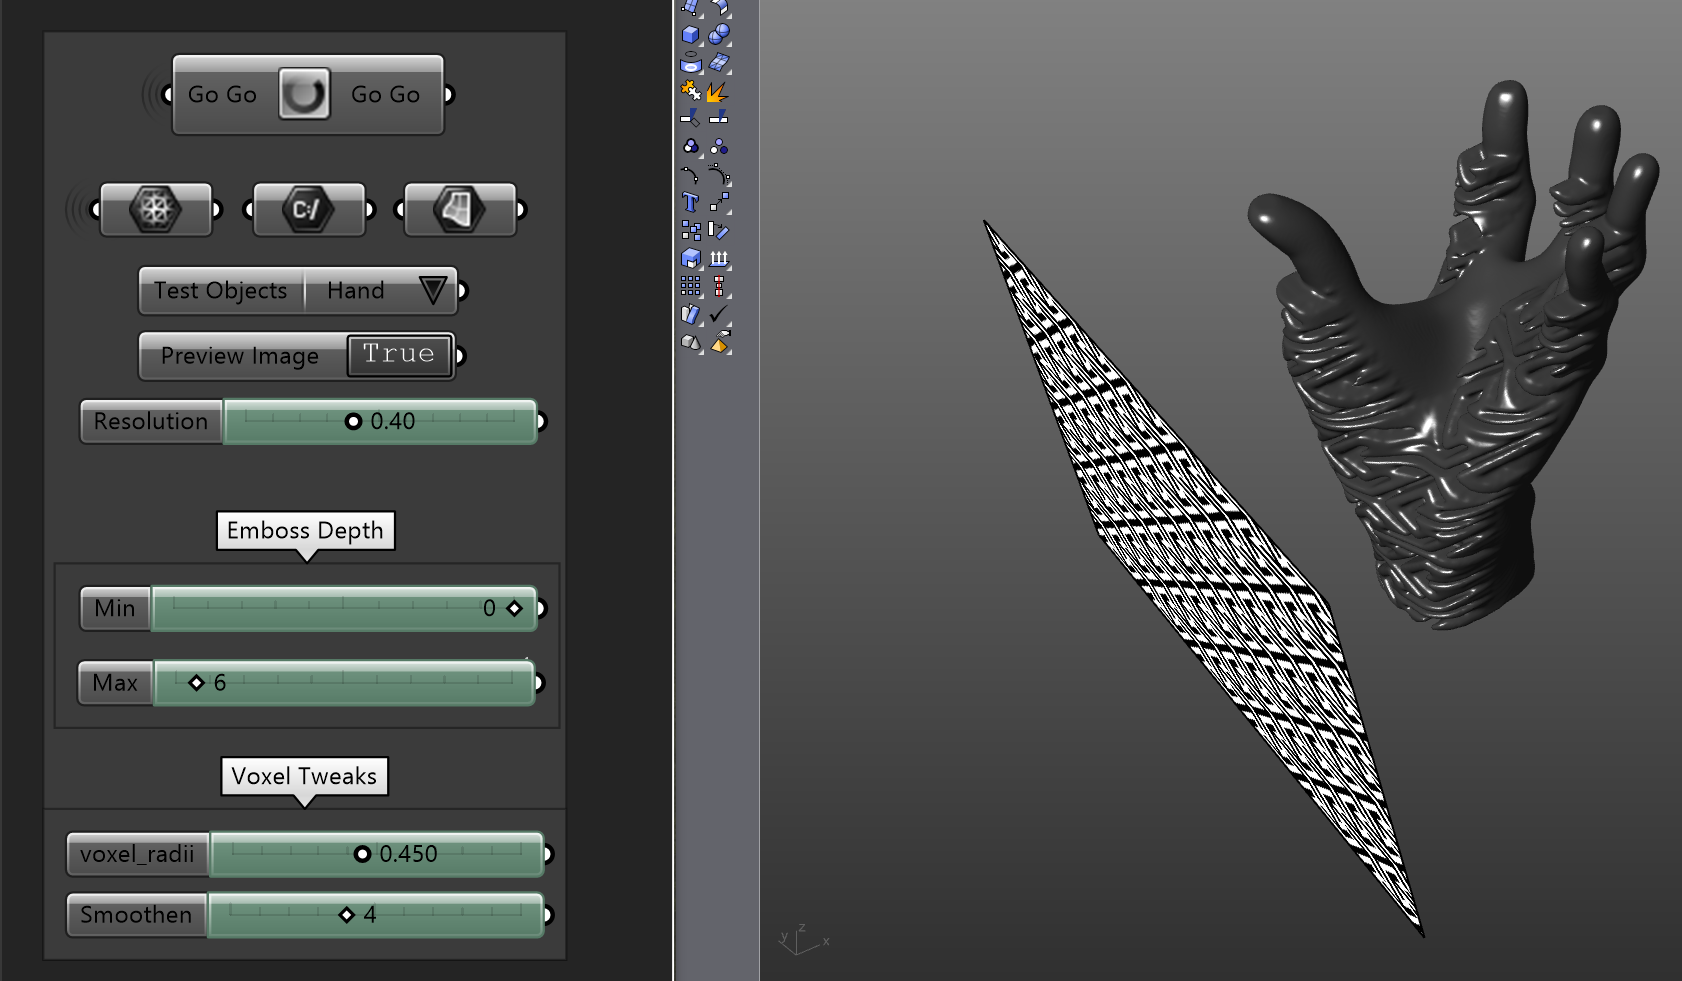 Go Go Go Go
C:/
Test Objects Hand
Preview Image True
Resolution 0.40
Emboss Depth
Min 0
Max 6
Voxel Tweaks
voxel_radii 0.450
Smoothen 4
T
z
y x